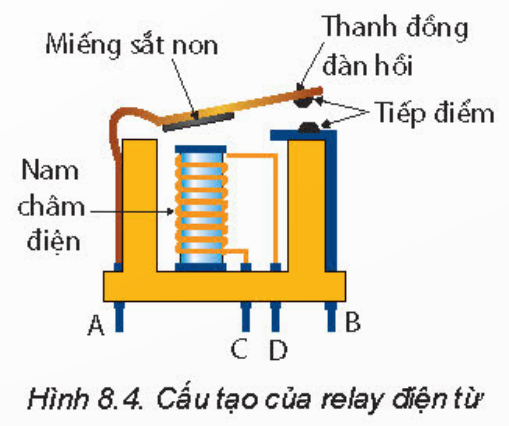 Thanh đồng
đàn hồi
Miếng sắt non
Tiếp điểm
Nam
châm
điện
A
C
D
B
Hình 8.4. Cấu tạo của relay điện từ